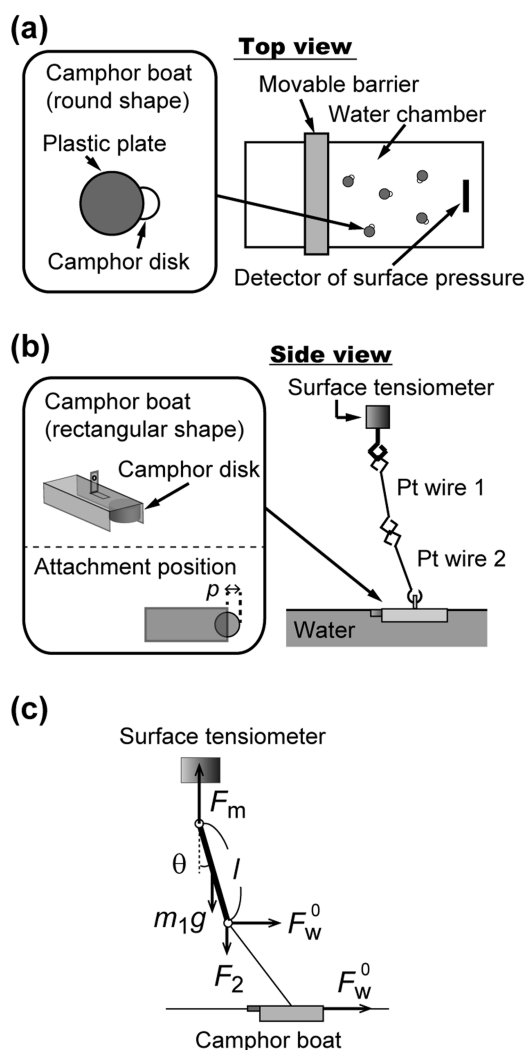 (a)
Top view
Camphor boat
(round shape)
Plastic plate
Camphor disk
Movable barrier
Water chamber
Detector of surface pressure
(b)
Side view
Camphor boat
(rectangular shape)
Camphor disk
Attachment position
p
Surface tensiometer
Pt wire 1
Pt wire 2
Water
(c)
Surface tensiometer
Fm
θ
l
m1g
Fw0
F2
Fw0
Camphor boat